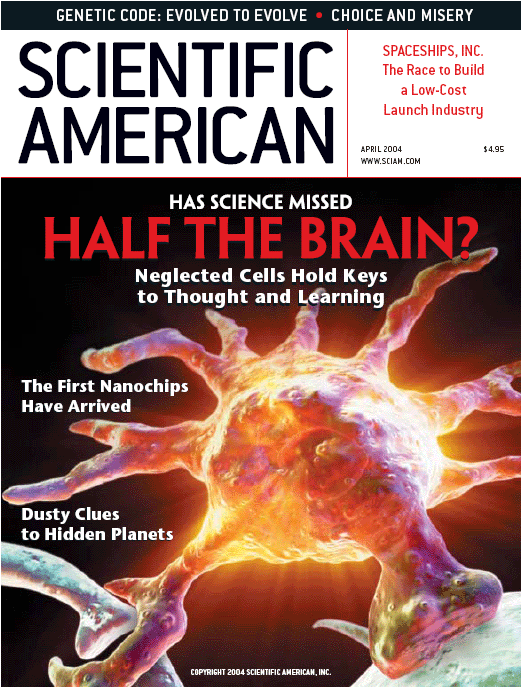 GENETIC CODE: EVOLVED TO EVOLVE • CHOICE AND MISERY
SCIENTIFIC
AMERICAN
SPACESHIPS, INC.
The Race to Build
a Low-Cost
Launch Industry
APRIL 2004 $4.95
WWW.SCIAM.COM
HAS SCIENCE MISSED
HALF THE BRAIN?
Neglected Cells Hold Keys
to Thought and Learning
The First Nanochips
Have Arrived
Dusty Clues
to Hidden Planets
COPYRIGHT 2004 SCIENTIFIC AMERICAN, INC.